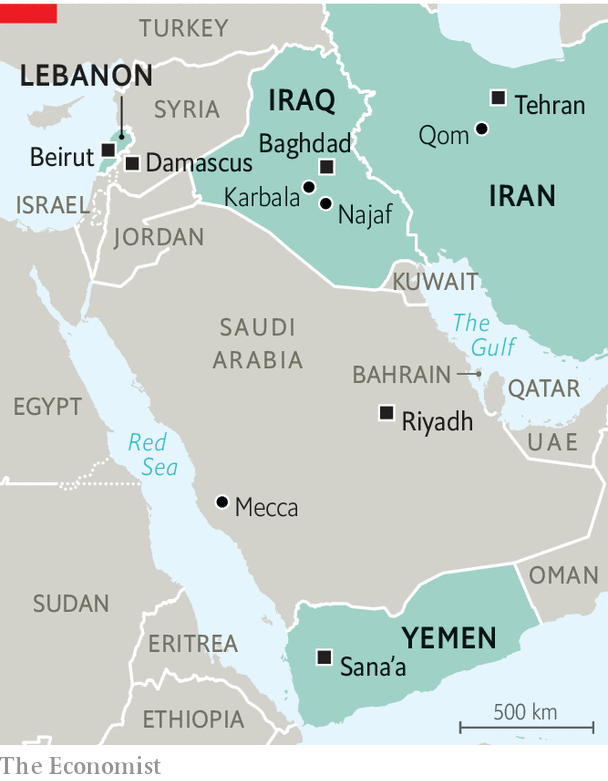 TURKEY
LEBANON
SYRIA
IRAQ
Tehran
Qom
Baghdad
Beirut
Damascus
IRAN
Karbala
ISRAEL
Najaf
JORDAN
KUWAIT
SAUDI
ARABIA
The
Gulf
BAHRAIN
QATAR
EGYPT
Riyadh
UAE
Red
Sea
Mecca
OMAN
SUDAN
ERITREA
YEMEN
Sana’a
ETHIOPIA
500 km
The Economist